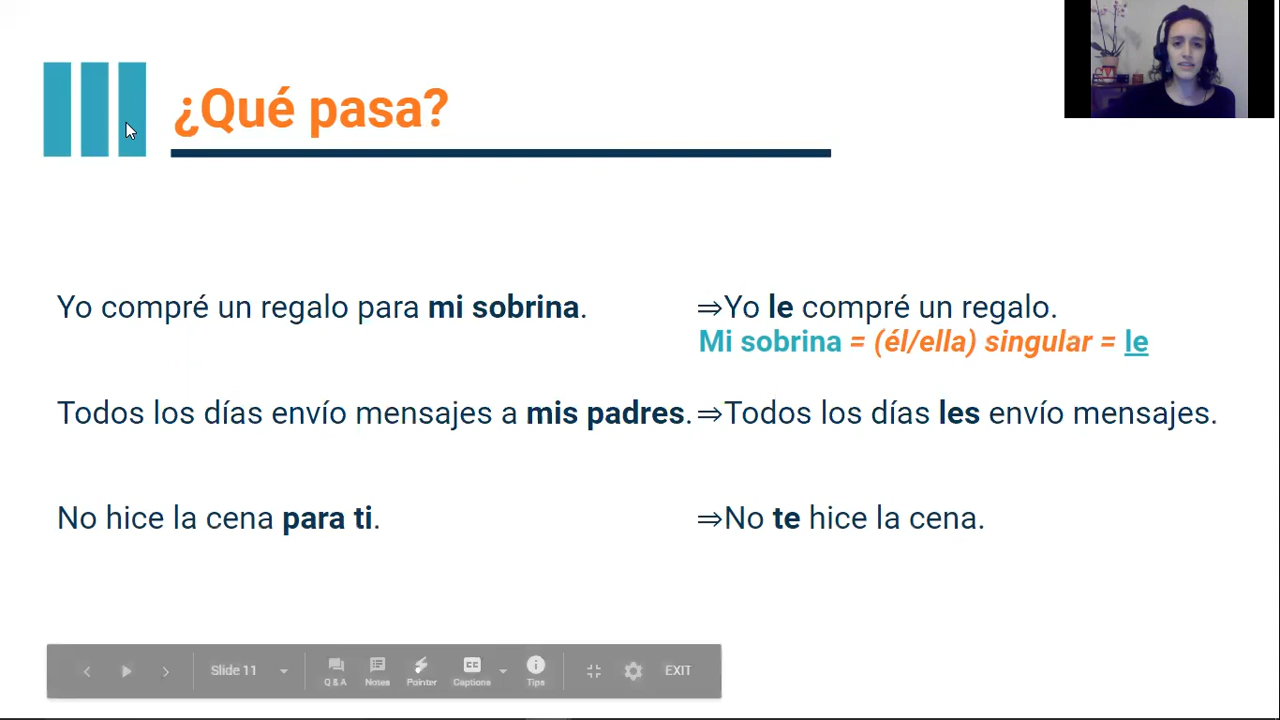 ¿Qué pasa?
Yo compré un regalo para mi sobrina.
⇒Yo le compré un regalo.
Mi sobrina = (él/ella) singular = le
Todos los días envío mensajes a mis padres.
⇒Todos los días les envío mensajes.
No hice la cena para ti.
⇒No te hice la cena.
Slide 11
Q & A
Notes
Pointer
Captions
CC
Tips
EXIT